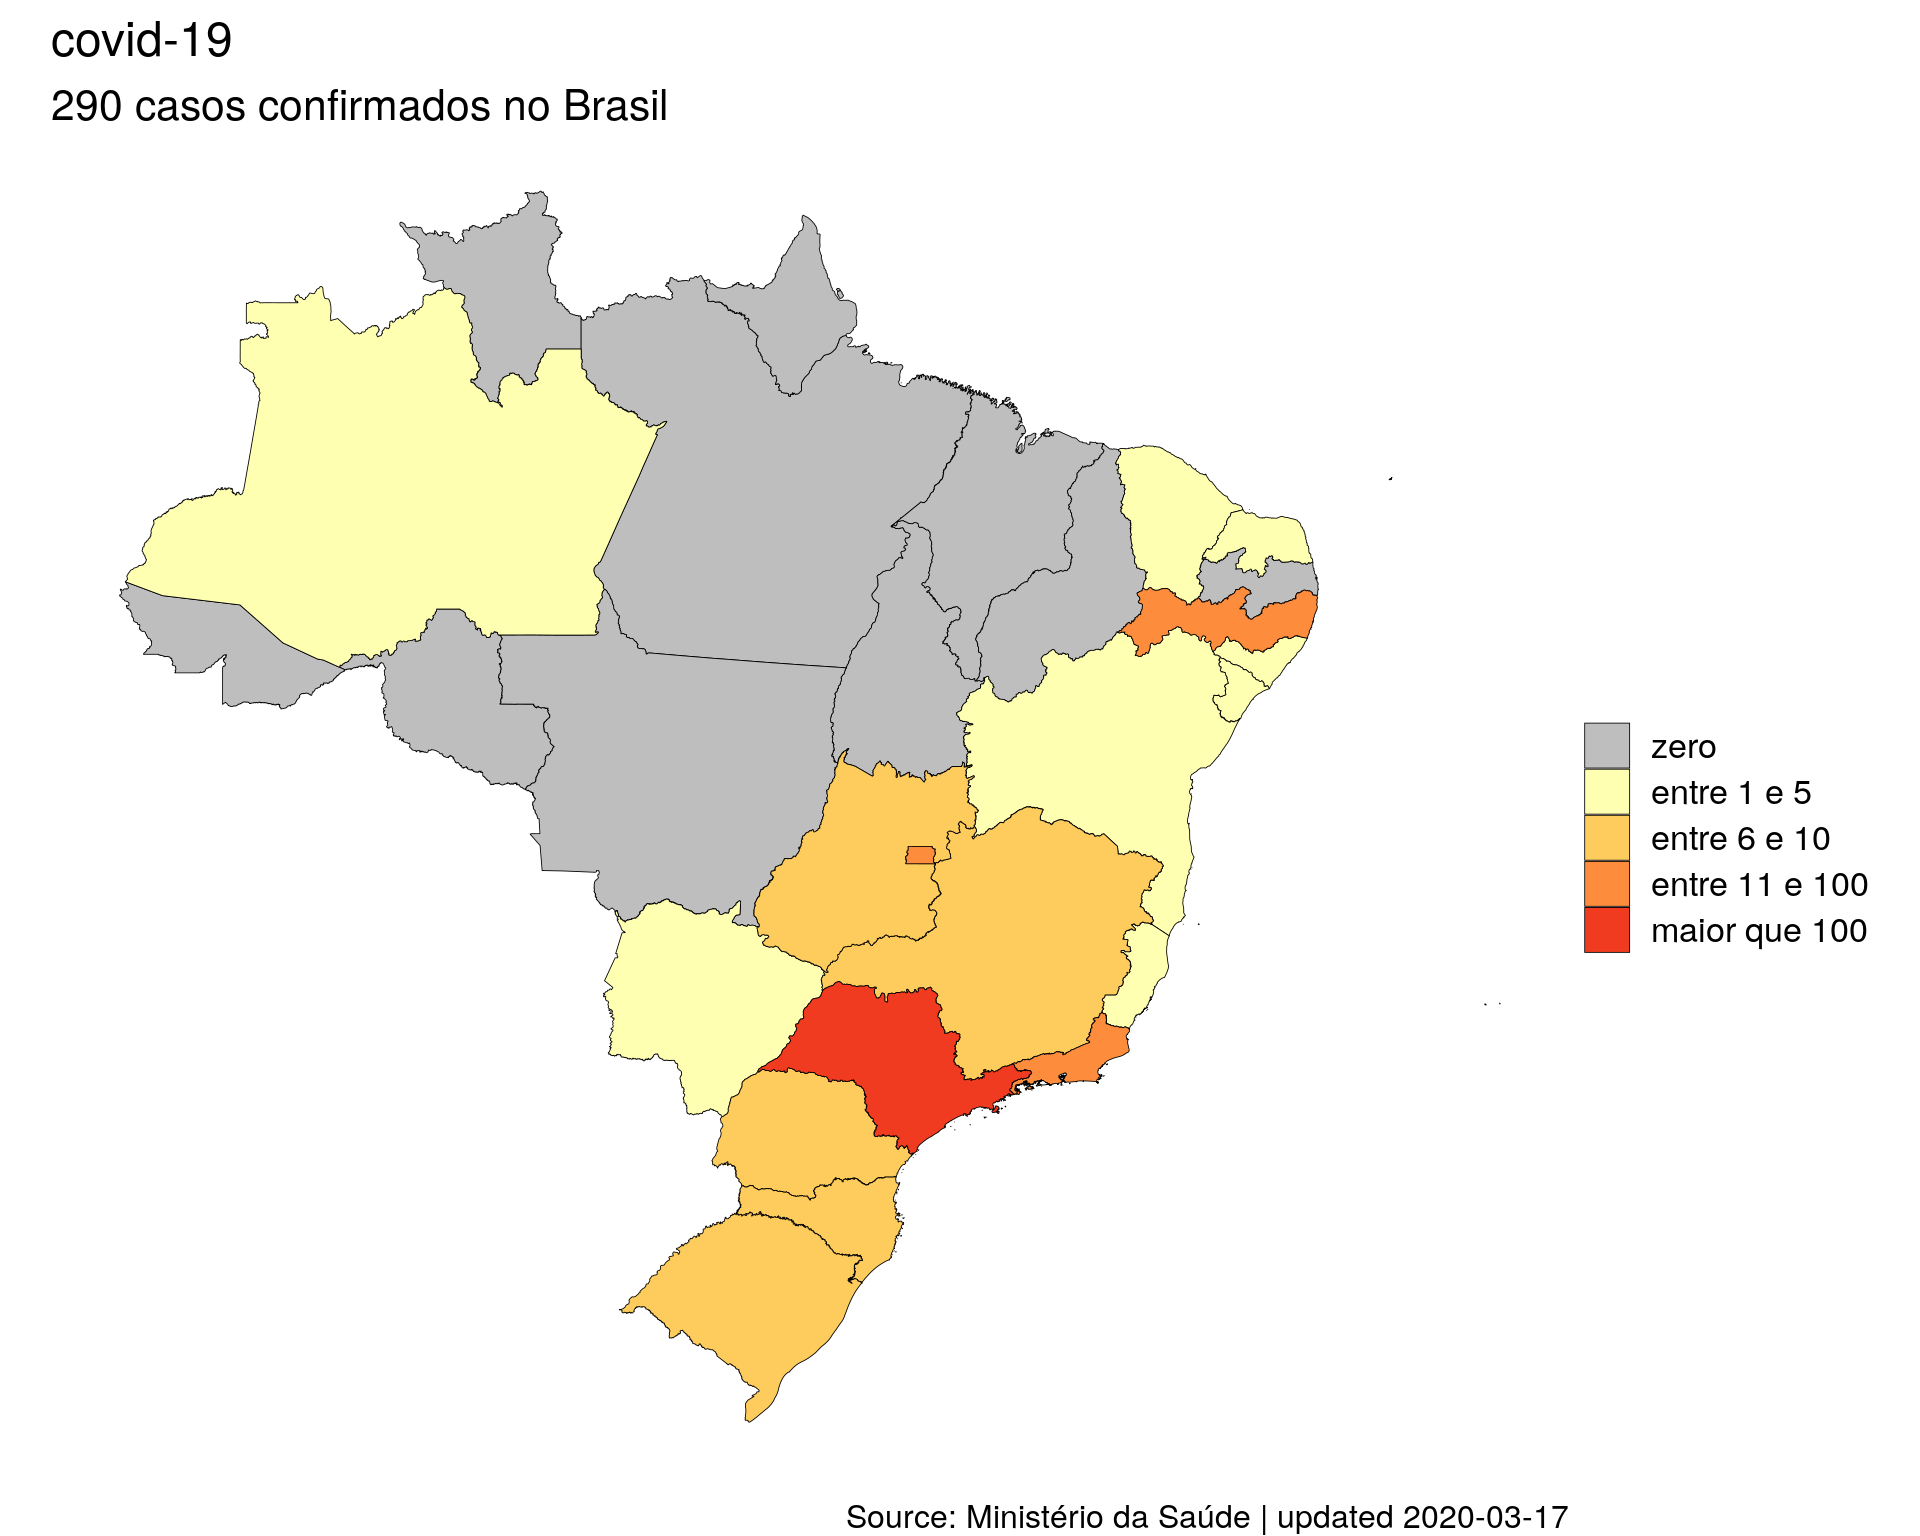 covid-19
290 casos confirmados no Brasil
zero
entre 1 e 5
entre 6 e 10
entre 11 e 100
maior que 100
Source: Ministério da Saúde | updated 2020-03-17